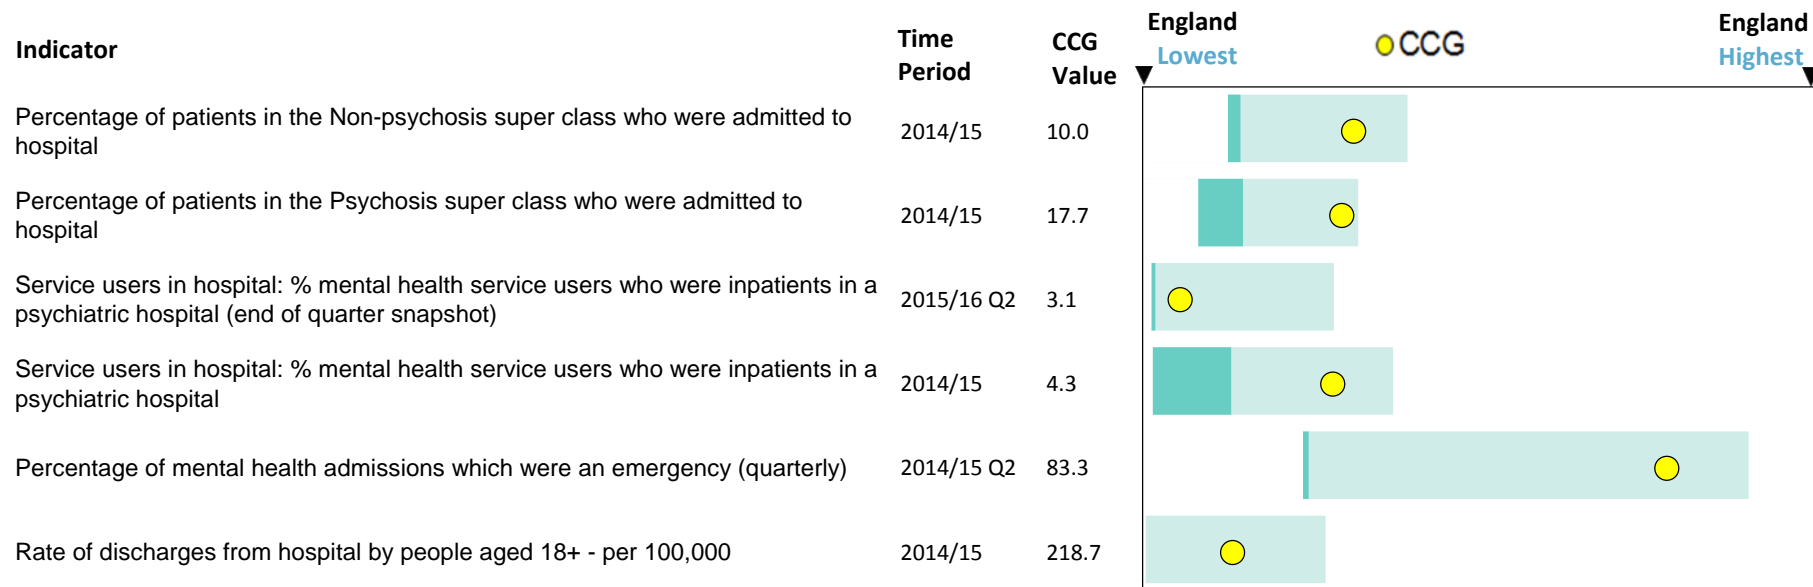 Indicator
Time Period
CCG Value
England Lowest
CCG
England Highest
Percentage of patients in the Non-psychosis super class who were admitted to
hospital
2014/15 10.0
Percentage of patients in the Psychosis super class who were admitted to
hospital
2014/15 17.7
Service users in hospital: % mental health service users who were inpatients in a
psychiatric hospital (end of quarter snapshot)
2015/16 Q2 3.1
Service users in hospital: % mental health service users who were inpatients in a
psychiatric hospital
2014/15 4.3
Percentage of mental health admissions which were an emergency (quarterly) 2014/15 Q2 83.3
Rate of discharges from hospital by people aged 18+ - per 100,000 2014/15 218.7